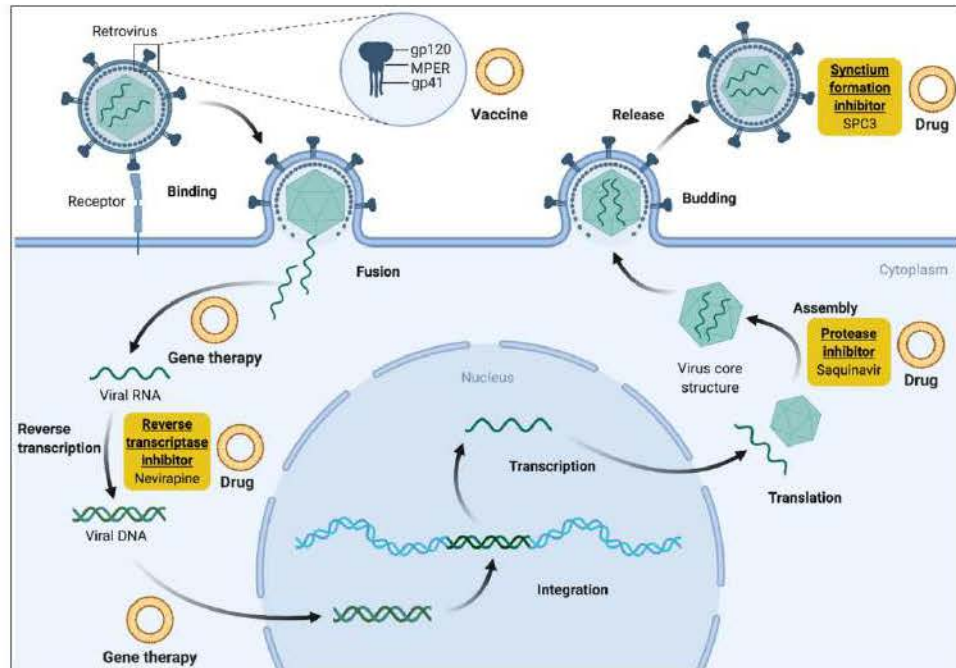 Retrovirus
gp120
MPER
gp41
Vaccine
Synctium
formation
inhibitor
SPC3
Drug
Release
Receptor
Binding
Budding
Fusion
Cytoplasm
Gene therapy
Assembly
Protease
inhibitor
Saquinavir
Drug
Virus core
structure
Nucleus
Viral RNA
Reverse
transcription
Reverse
transcriptase
inhibitor
Nevirapine
Drug
Transcription
Translation
Viral DNA
Integration
Gene therapy